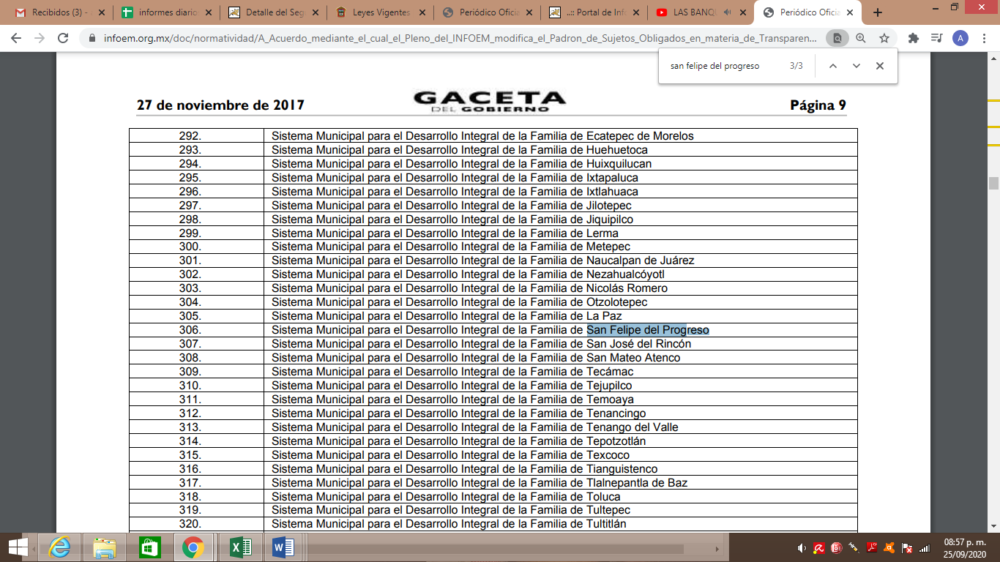 Recibidos (3) -
informes diario
Detalle del Seg
Leyes Vigentes
Periódico Oficia
..:: Portal de Info
LAS BANQU
Periódico Oficia
infoem.org.mx/doc/normatividad/A_Acuerdo_mediante_el_cual_el_Pleno_del_INFOEM_modifica_el_Padron_de_Sujetos_Obligados_en_materia_de_Transparen...
A
san felipe del progreso 3/3
27 de noviembre de 2017
GACETA
DEL GOBIERNO
Página 9
292. Sistema Municipal para el Desarrollo Integral de la Familia de Ecatepec de Morelos
293. Sistema Municipal para el Desarrollo Integral de la Familia de Huehuetoca
294. Sistema Municipal para el Desarrollo Integral de la Familia de Huixquilucan
295. Sistema Municipal para el Desarrollo Integral de la Familia de Ixtapaluca
296. Sistema Municipal para el Desarrollo Integral de la Familia de Ixtlahuaca
297. Sistema Municipal para el Desarrollo Integral de la Familia de Jilotepec
298. Sistema Municipal para el Desarrollo Integral de la Familia de Jiquipilco
299. Sistema Municipal para el Desarrollo Integral de la Familia de Lerma
300. Sistema Municipal para el Desarrollo Integral de la Familia de Metepec
301. Sistema Municipal para el Desarrollo Integral de la Familia de Naucalpan de Juárez
302. Sistema Municipal para el Desarrollo Integral de la Familia de Nezahualcóyotl
303. Sistema Municipal para el Desarrollo Integral de la Familia de Nicolás Romero
304. Sistema Municipal para el Desarrollo Integral de la Familia de Otzolotepec
305. Sistema Municipal para el Desarrollo Integral de la Familia de La Paz
306. Sistema Municipal para el Desarrollo Integral de la Familia de San Felipe del Progreso
307. Sistema Municipal para el Desarrollo Integral de la Familia de San José del Rincón
308. Sistema Municipal para el Desarrollo Integral de la Familia de San Mateo Atenco
309. Sistema Municipal para el Desarrollo Integral de la Familia de Tecámac
310. Sistema Municipal para el Desarrollo Integral de la Familia de Tejupilco
311. Sistema Municipal para el Desarrollo Integral de la Familia de Temoaya
312. Sistema Municipal para el Desarrollo Integral de la Familia de Tenancingo
313. Sistema Municipal para el Desarrollo Integral de la Familia de Tenango del Valle
314. Sistema Municipal para el Desarrollo Integral de la Familia de Tepotzotlán
315. Sistema Municipal para el Desarrollo Integral de la Familia de Texcoco
316. Sistema Municipal para el Desarrollo Integral de la Familia de Tianguistenco
317. Sistema Municipal para el Desarrollo Integral de la Familia de Tlalnepantla de Baz
318. Sistema Municipal para el Desarrollo Integral de la Familia de Toluca
319. Sistema Municipal para el Desarrollo Integral de la Familia de Tultepec
320. Sistema Municipal para el Desarrollo Integral de la Familia de Tultitlán
08:57 p. m.
25/09/2020